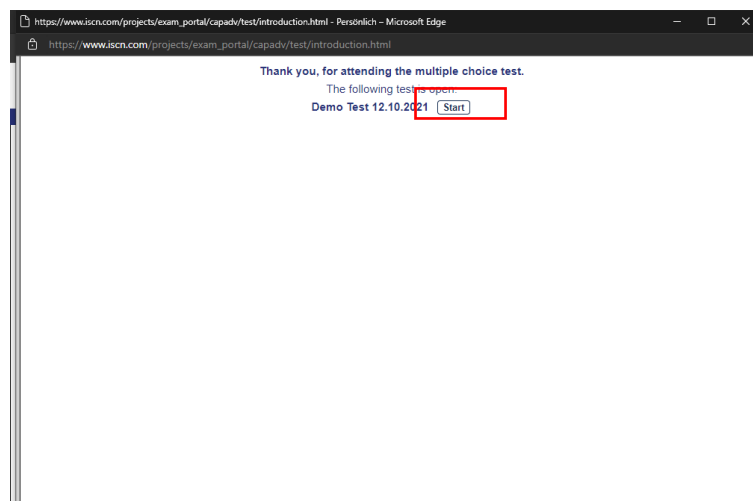 https://www.iscn.com/projects/exam_portal/capadv/test/introduction.html - Persönlich – Microsoft Edge
https://www.iscn.com/projects/exam_portal/capadv/test/introduction.html
Thank you, for attending the multiple choice test.
The following test is open:
Demo Test 12.10.2021 Start